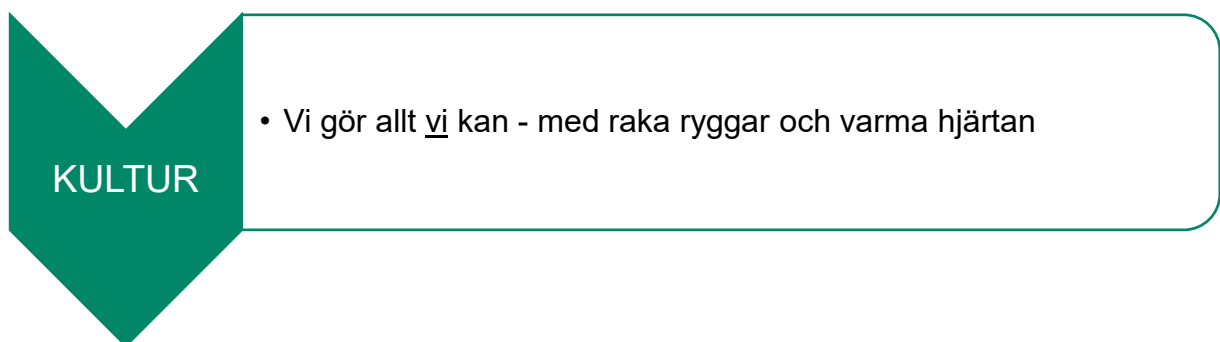 KULTUR
• Vi gör allt vi kan - med raka ryggar och varma hjärtan